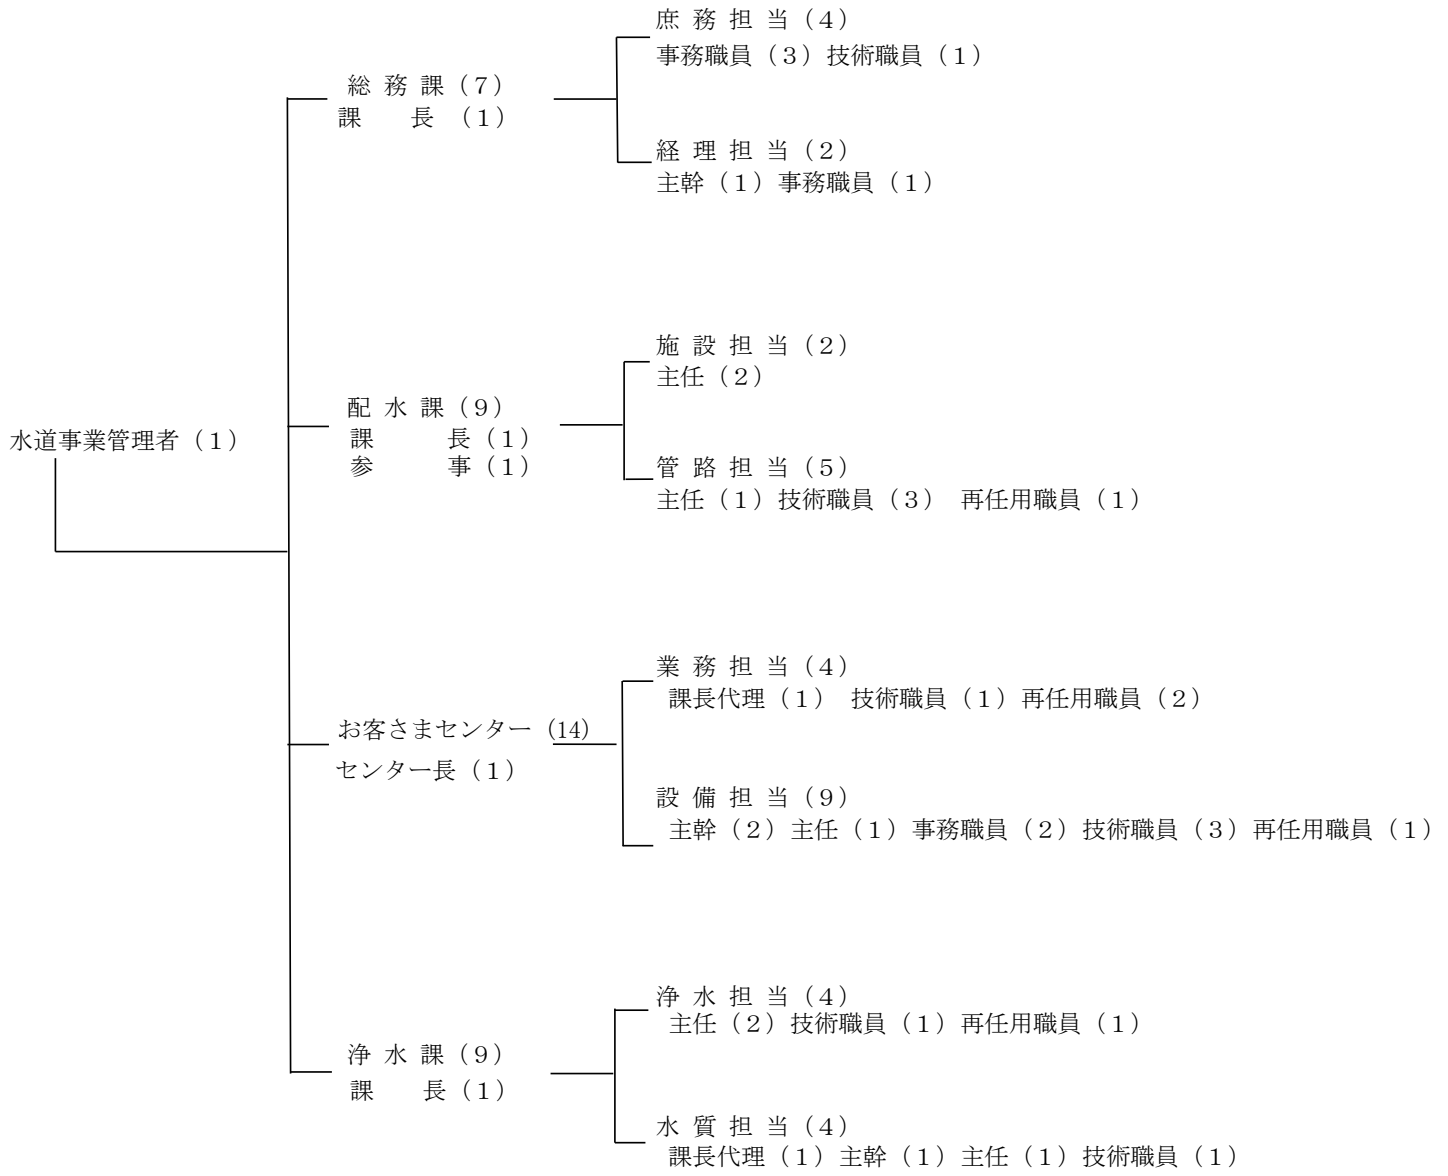 庶 務 担 当（４）
事務職員（３）技術職員（１）
総 務 課（７）
課　　長　（１）
経 理 担 当（２）
主幹（１）事務職員（１）
施 設 担 当（２）
主任（２）
配 水 課（９）
課　　　長（１）
参　　　事（１）
水道事業管理者（１）
管 路 担 当（５）
主任（１）技術職員（３）　再任用職員（１）
業 務 担 当（４）
課長代理（１）　技術職員（１）再任用職員（２）
お客さまセンター（14）
センター長（１）
設 備 担 当（９）
主幹（２）主任（１）事務職員（２）技術職員（３）再任用職員（１）
浄 水 担 当（４）
主任（２）技術職員（１）再任用職員（１）
浄 水 課（９）
課　　長（１）
水 質 担 当（４）
課長代理（１）主幹（１）主任（１）技術職員（１）